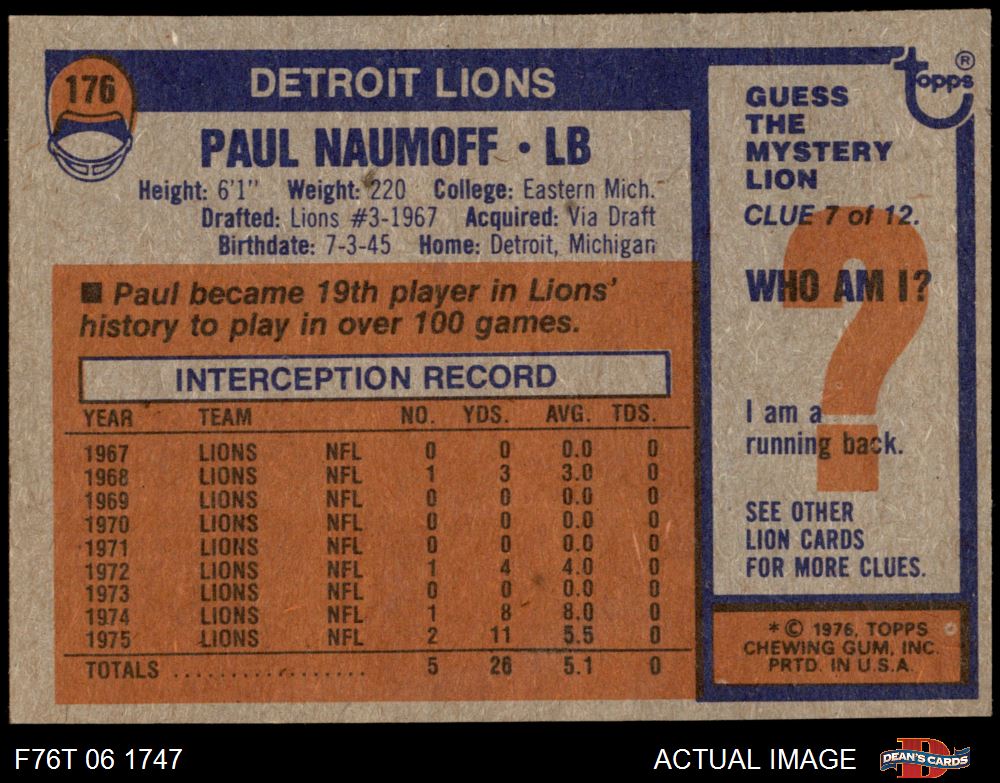 176
DETROIT LIONS
PAUL NAUMOFF • LB
Height: 6'1" Weight: 220 College: Eastern Mich.
Drafted: Lions #3-1967 Acquired: Via Draft
Birthdate: 7-3-45 Home: Detroit, Michigan
■ Paul became 19th player in Lions'
history to play in over 100 games.
INTERCEPTION RECORD
YEAR TEAM NO. YDS. AVG. TDS.
1967 LIONS NFL 0 0 0.0 0
1968 LIONS NFL 1 3 3.0 0
1969 LIONS NFL 0 0 0.0 0
1970 LIONS NFL 0 0 0.0 0
1971 LIONS NFL 0 0 0.0 0
1972 LIONS NFL 1 4 4.0 0
1973 LIONS NFL 0 0 0.0 0
1974 LIONS NFL 1 8 8.0 0
1975 LIONS NFL 2 11 5.5 0
TOTALS .................. 5 26 5.1 0
topps ®
GUESS
THE
MYSTERY
LION
CLUE 7 of 12.
?
WHO AM I?
I am a
running back.
SEE OTHER
LION CARDS
FOR MORE CLUES.
* © 1976, TOPPS
CHEWING GUM, INC.
PRTD. IN U.S.A.
F76T 06 1747
ACTUAL IMAGE
D
DEAN'S CARDS